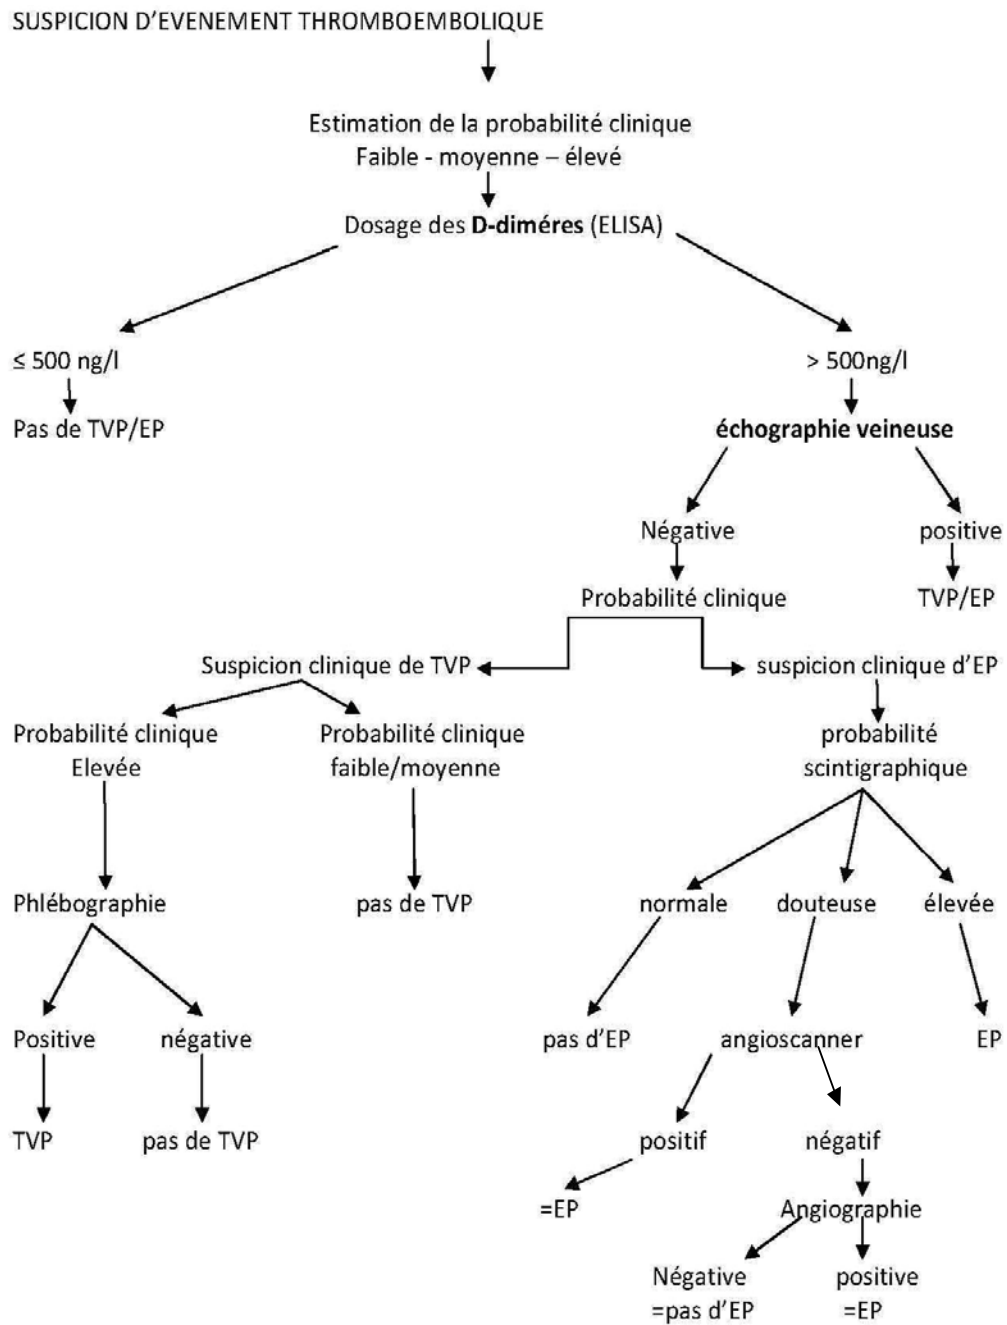 SUSPICION D’EVENEMENT THROMBOEMBOLIQUE
Estimation de la probabilité clinique
Faible - moyenne – élevé
Dosage des D-diméres (ELISA)
≤ 500 ng/l
> 500ng/l
Pas de TVP/EP
échographie veineuse
Négative
positive
Probabilité clinique
TVP/EP
Suspicion clinique de TVP
suspicion clinique d’EP
Probabilité clinique
Elevée
Probabilité clinique
faible/moyenne
probabilité
scintigraphique
Phlébographie
pas de TVP
normale
douteuse
élevée
Positive
négative
pas d’EP
angioscanner
EP
TVP
pas de TVP
positif
négatif
=EP
Angiographie
Négative
=pas d’EP
positive
=EP